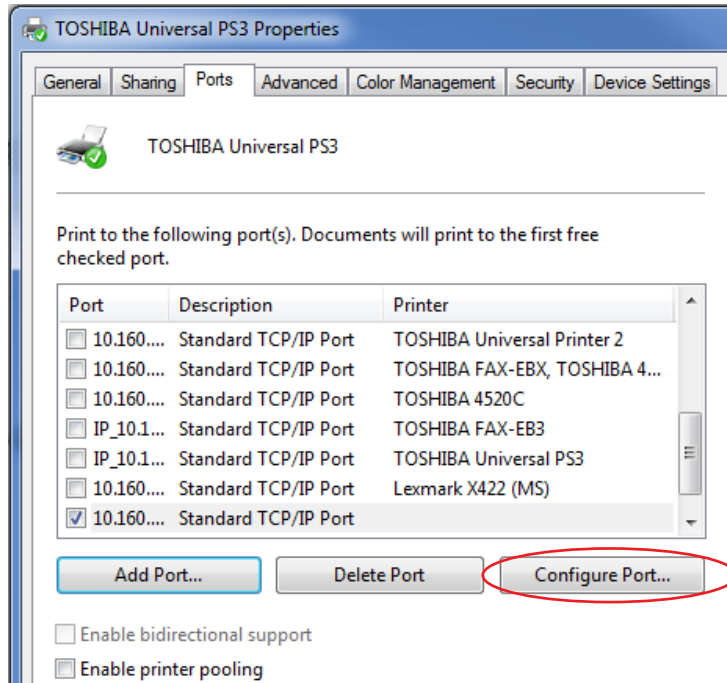 TOSHIBA Universal PS3 Properties
General Sharing Ports Advanced Color Management Security Device Settings
TOSHIBA Universal PS3
Print to the following port(s). Documents will print to the first free
checked port.
Port Description Printer
10.160.... Standard TCP/IP Port TOSHIBA Universal Printer 2
10.160.... Standard TCP/IP Port TOSHIBA FAX-EBX, TOSHIBA 4...
10.160.... Standard TCP/IP Port TOSHIBA 4520C
IP_10.1... Standard TCP/IP Port TOSHIBA FAX-EB3
IP_10.1... Standard TCP/IP Port TOSHIBA Universal PS3
10.160.... Standard TCP/IP Port Lexmark X422 (MS)
10.160.... Standard TCP/IP Port
Add Port... Delete Port Configure Port...
Enable bidirectional support
Enable printer pooling